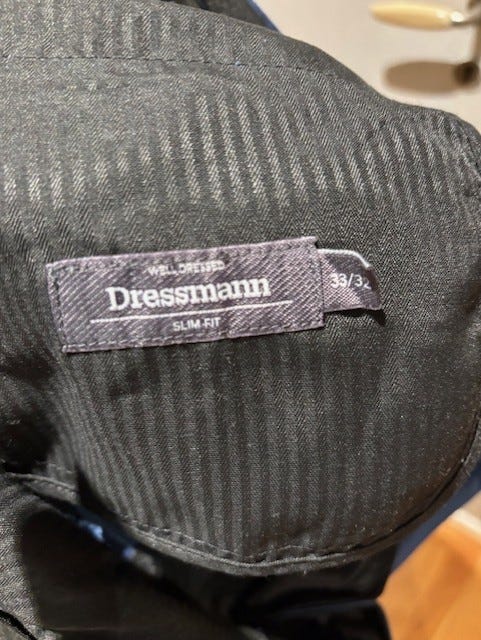 WELL DRESSED
Dressmann
SLIM FIT
33/32